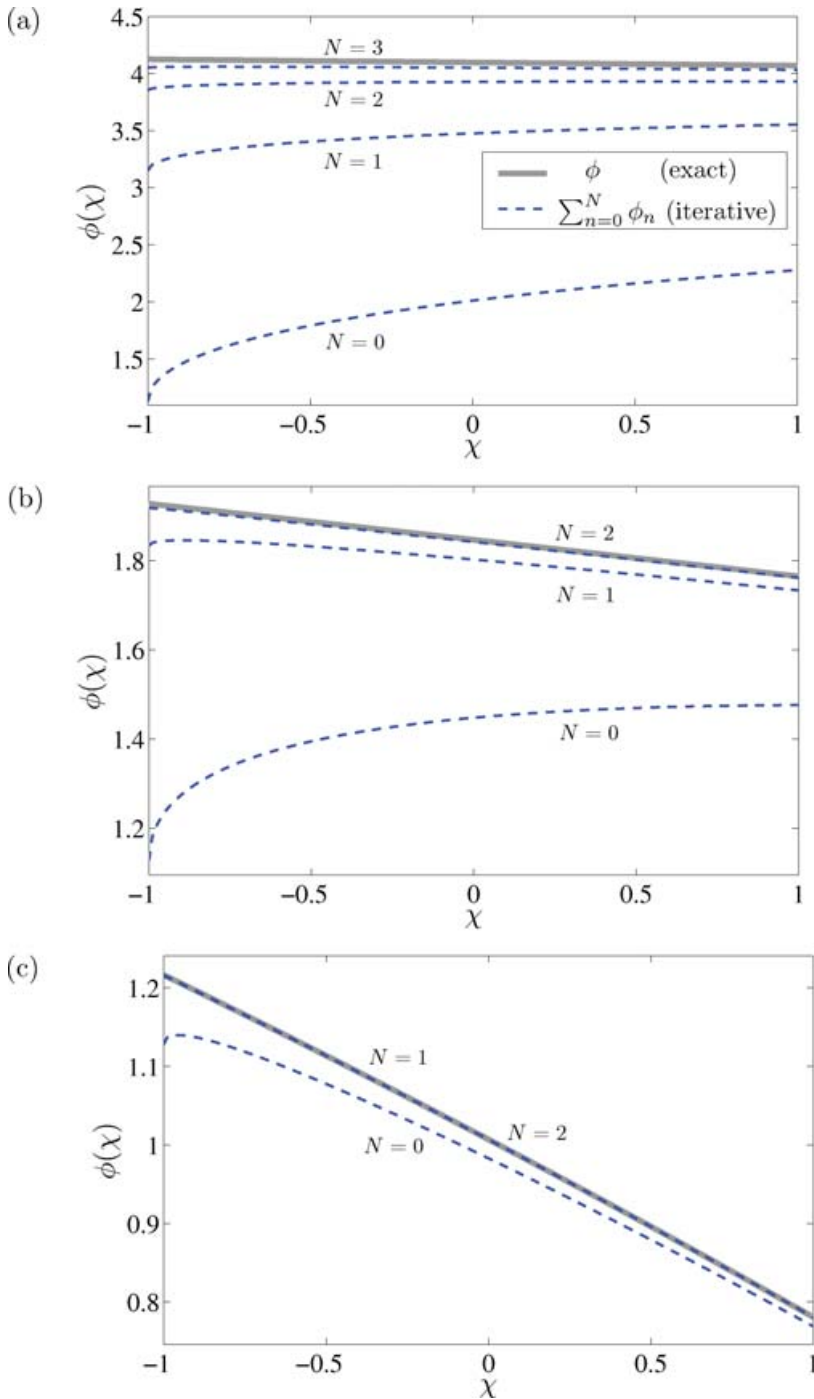 (a)
4.5
4
3.5
3
2.5
2
1.5
φ(χ)
N = 3
N = 2
N = 1
N = 0
φ (exact)
∑_{n=0}^{N} φ_n (iterative)
−1 −0.5 0 0.5 1
χ
(b)
1.8
1.6
1.4
1.2
φ(χ)
N = 2
N = 1
N = 0
−1 −0.5 0 0.5 1
χ
(c)
1.2
1.1
1
0.9
0.8
φ(χ)
N = 1
N = 2
N = 0
−1 −0.5 0 0.5 1
χ